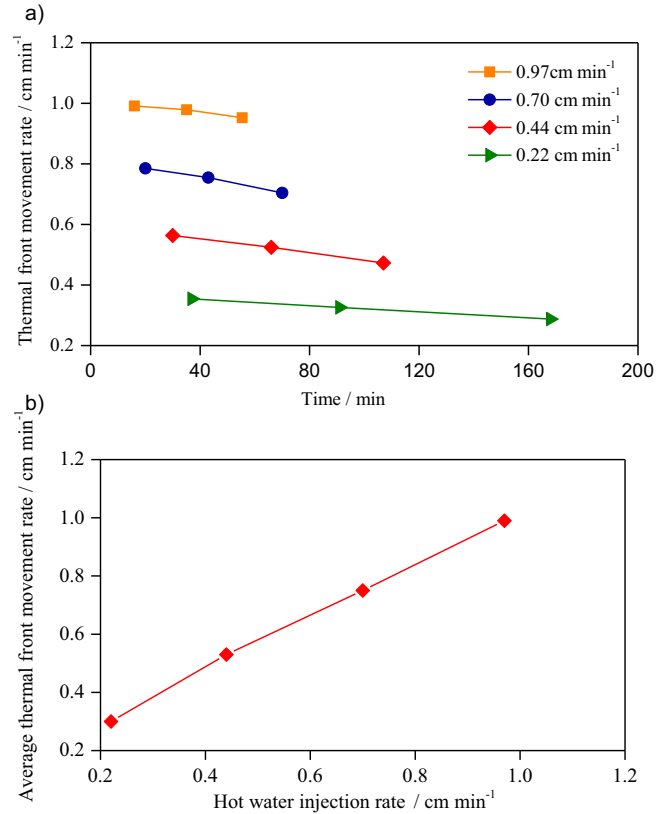 a)
Thermal front movement rate / cm min⁻¹
1.2
1.0
0.8
0.6
0.4
0.2
0.97cm min⁻¹
0.70 cm min⁻¹
0.44 cm min⁻¹
0.22 cm min⁻¹
0 40 80 120 160 200
Time / min
b)
Average thermal front movement rate / cm min⁻¹
1.2
1.0
0.8
0.6
0.4
0.2
0.2 0.4 0.6 0.8 1.0 1.2
Hot water injection rate / cm min⁻¹